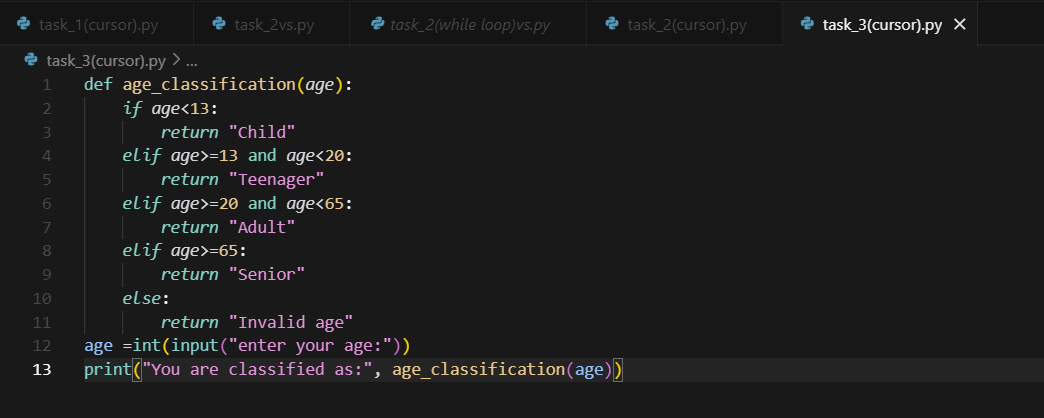 task_1(cursor).py task_2vs.py task_2(while loop)vs.py task_2(cursor).py task_3(cursor).py ✕
task_3(cursor).py > ...
1 def age_classification(age):
2     if age<13:
3         return "Child"
4     elif age>=13 and age<20:
5         return "Teenager"
6     elif age>=20 and age<65:
7         return "Adult"
8     elif age>=65:
9         return "Senior"
10     else:
11         return "Invalid age"
12 age =int(input("enter your age:"))
13 print("You are classified as:", age_classification(age))